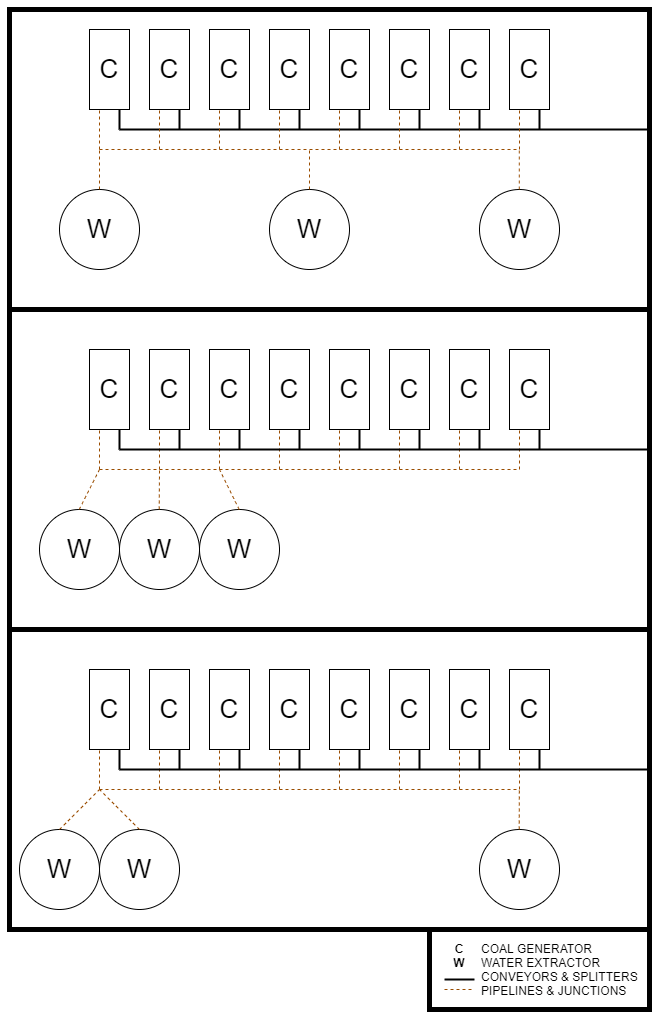 C C C C C C C C
W W W
C C C C C C C C
W W W
C C C C C C C C
W W W
C COAL GENERATOR
W WATER EXTRACTOR
CONVEYORS & SPLITTERS
PIPELINES & JUNCTIONS